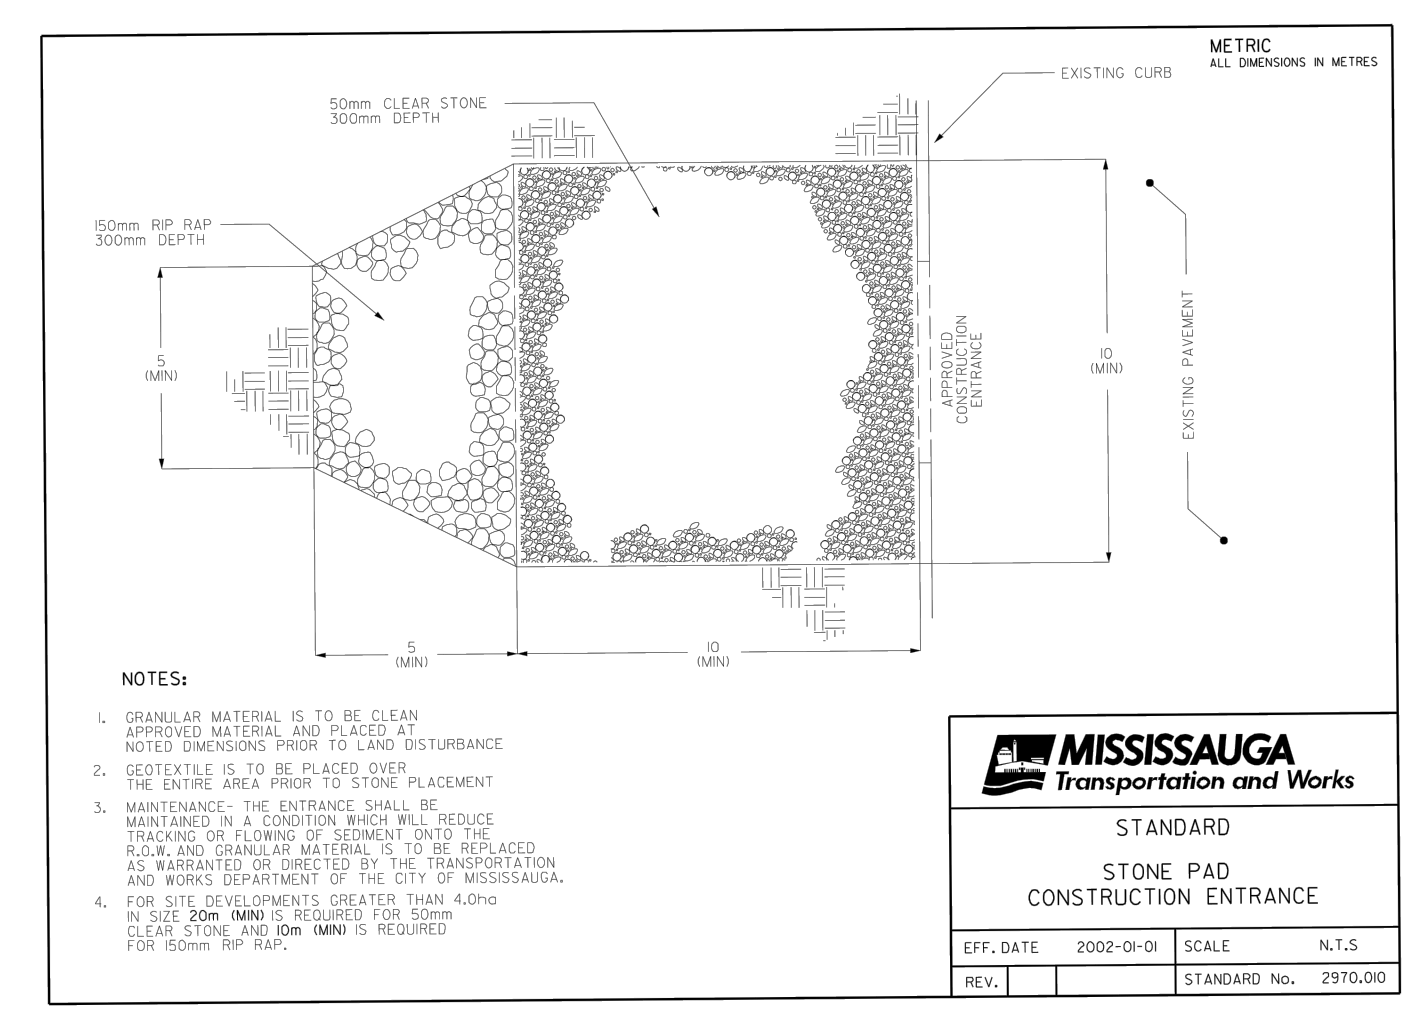 METRIC
ALL DIMENSIONS IN METRES
EXISTING CURB
50mm CLEAR STONE
300mm DEPTH
150mm RIP RAP
300mm DEPTH
5
(MIN)
APPROVED
CONSTRUCTION
ENTRANCE
10
(MIN)
EXISTING PAVEMENT
5
(MIN)
10
(MIN)
NOTES:
1. GRANULAR MATERIAL IS TO BE CLEAN
APPROVED MATERIAL AND PLACED AT
NOTED DIMENSIONS PRIOR TO LAND DISTURBANCE
2. GEOTEXTILE IS TO BE PLACED OVER
THE ENTIRE AREA PRIOR TO STONE PLACEMENT
3. MAINTENANCE- THE ENTRANCE SHALL BE
MAINTAINED IN A CONDITION WHICH WILL REDUCE
TRACKING OR FLOWING OF SEDIMENT ONTO THE
R.O.W. AND GRANULAR MATERIAL IS TO BE REPLACED
AS WARRANTED OR DIRECTED BY THE TRANSPORTATION
AND WORKS DEPARTMENT OF THE CITY OF MISSISSAUGA.
4. FOR SITE DEVELOPMENTS GREATER THAN 4.0ha
IN SIZE 20m (MIN) IS REQUIRED FOR 50mm
CLEAR STONE AND 10m (MIN) IS REQUIRED
FOR 150mm RIP RAP.
MISSISSAUGA
Transportation and Works
STANDARD
STONE PAD
CONSTRUCTION ENTRANCE
EFF. DATE 2002-01-01 SCALE N.T.S
REV. STANDARD No. 2970.010